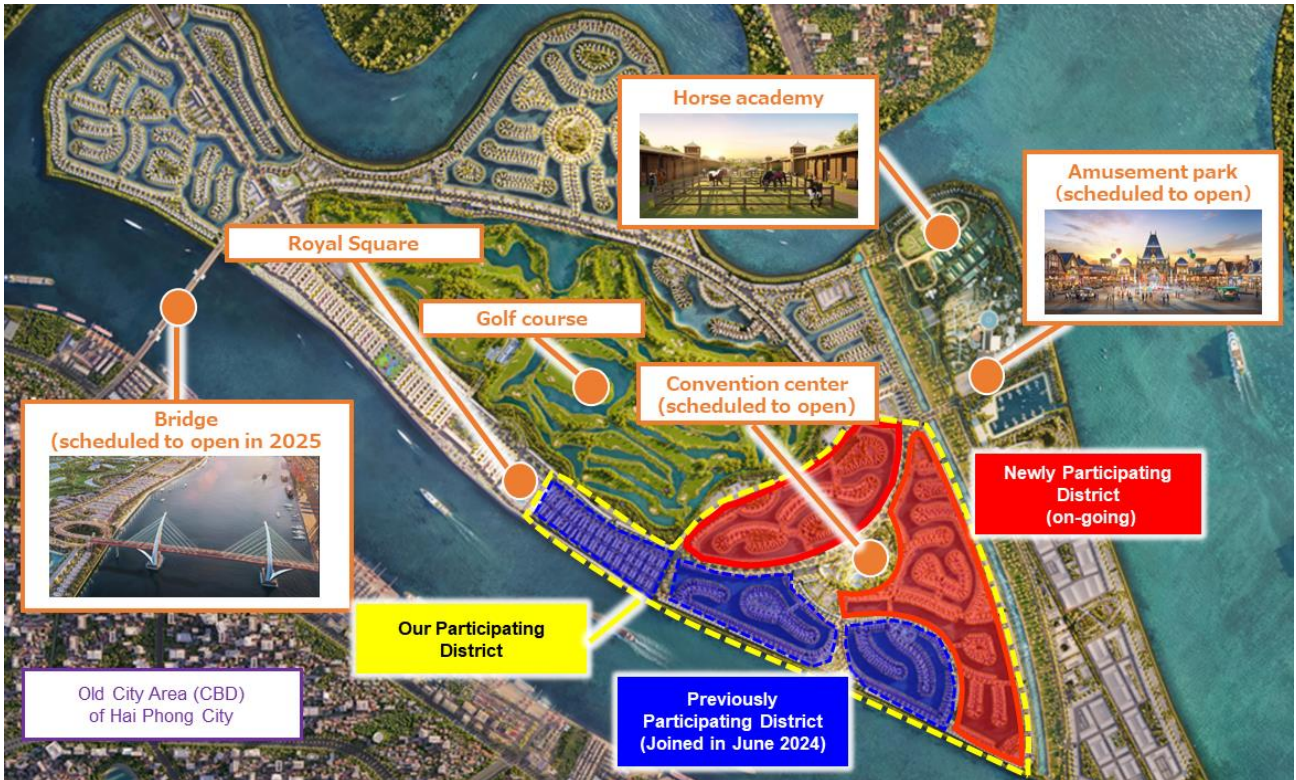 Horse academy
Amusement park
(scheduled to open)
Royal Square
Golf course
Convention center
(scheduled to open)
Bridge
(scheduled to open in 2025
Newly Participating
District
(on-going)
Our Participating
District
Old City Area (CBD)
of Hai Phong City
Previously
Participating District
(Joined in June 2024)